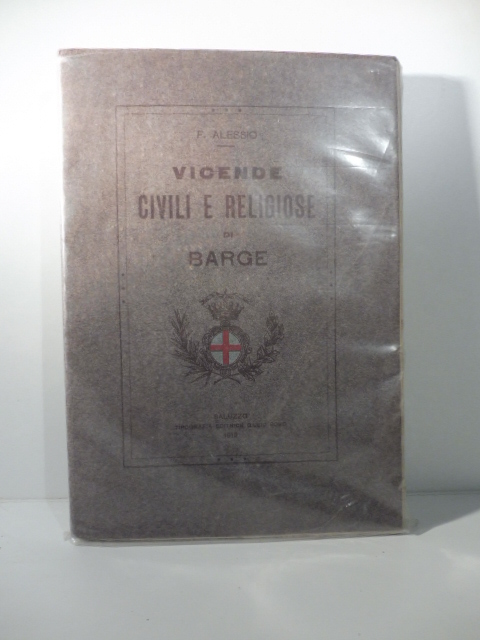 F. ALESSIO
VICENDE
CIVILI E RELIGIOSE
DI
BARGE
SALUZZO